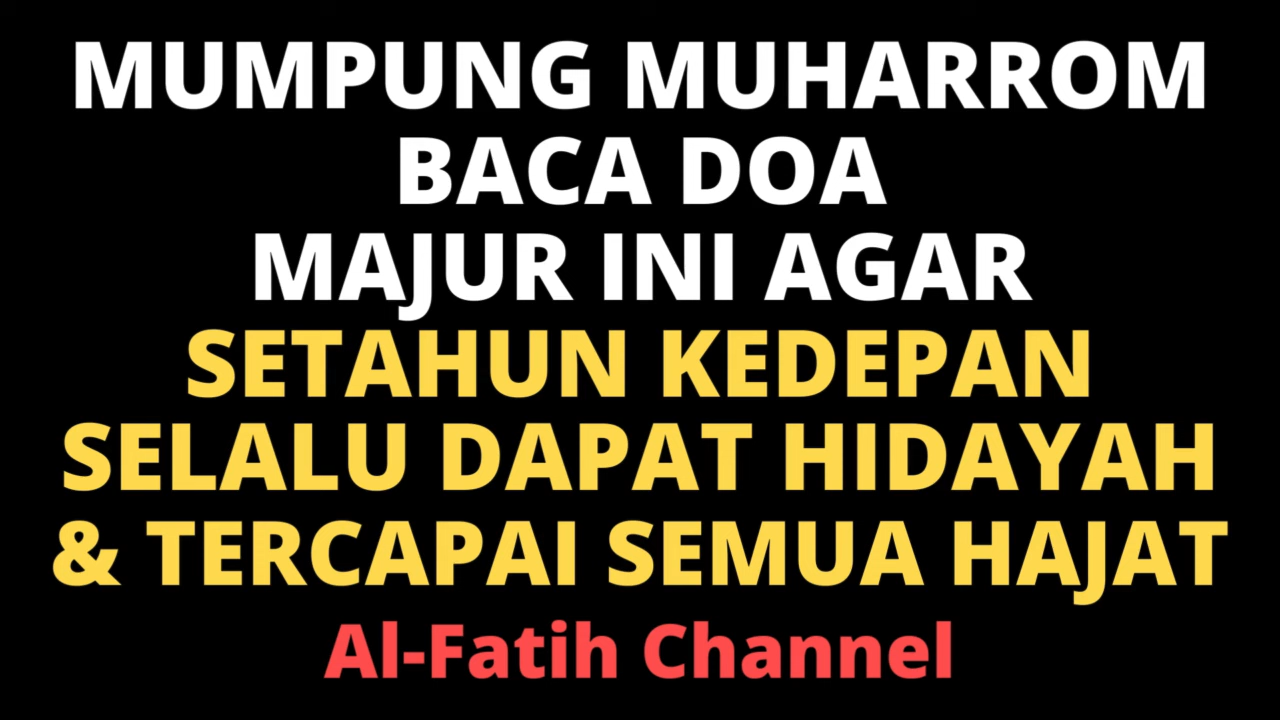 MUMPUNG MUHARROM
BACA DOA
MAJUR INI AGAR
SETAHUN KEDEPAN
SELALU DAPAT HIDAYAH
& TERCAPAI SEMUA HAJAT
Al-Fatih Channel